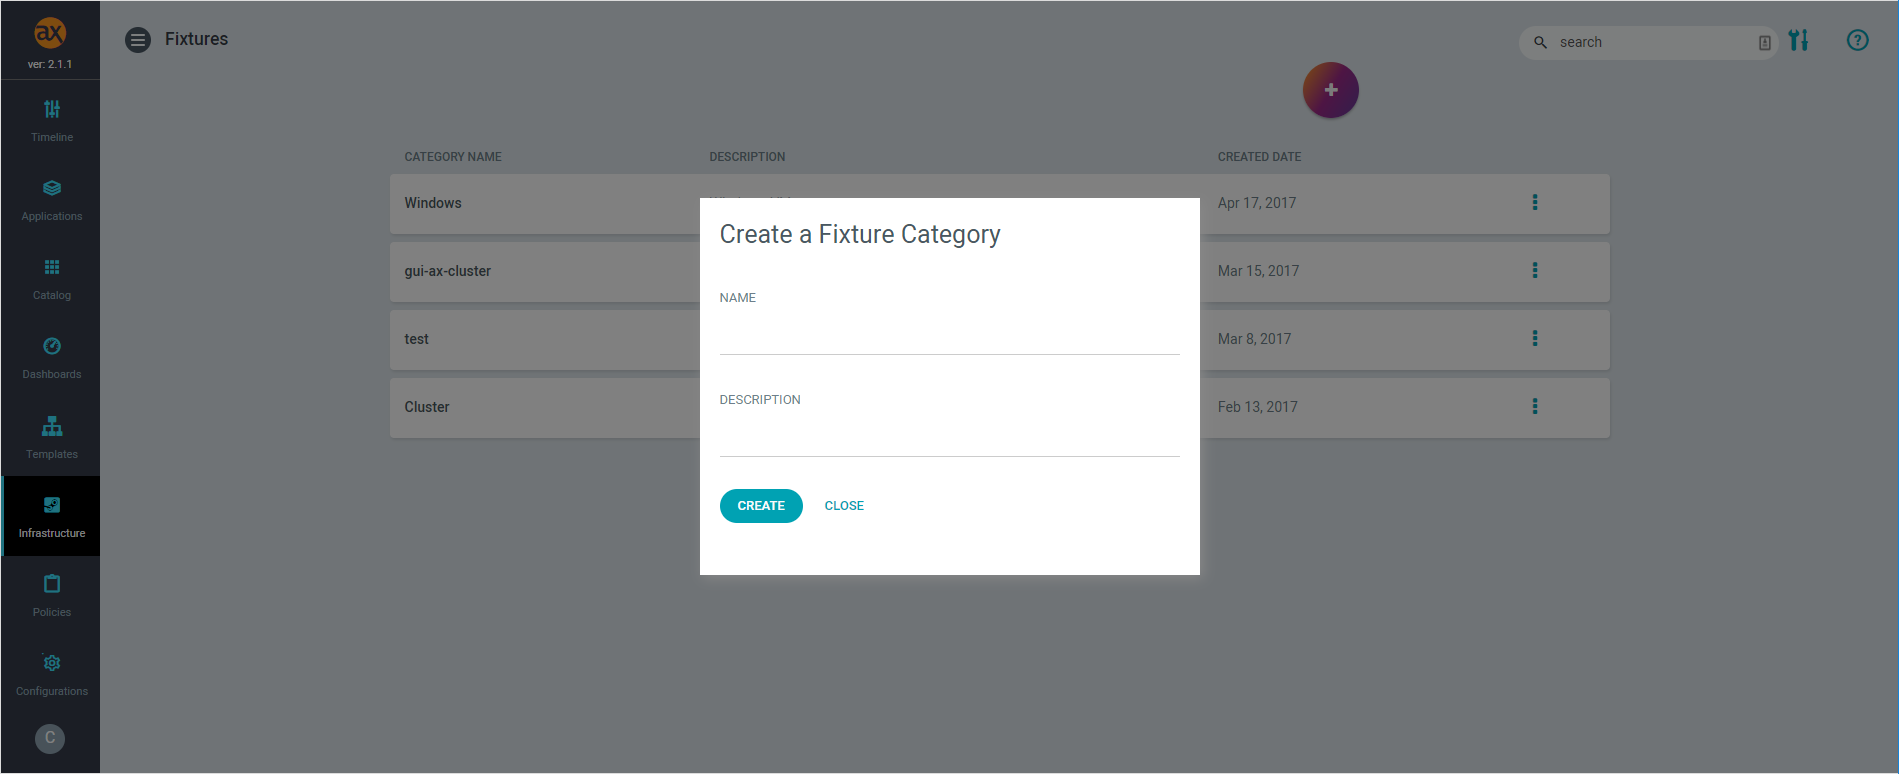 ax
ver: 2.1.1
Timeline
Applications
Catalog
Dashboards
Templates
Infrastructure
Policies
Configurations
C
Fixtures
search
CATEGORY NAME DESCRIPTION CREATED DATE
Windows Apr 17, 2017
gui-ax-cluster Mar 15, 2017
test Mar 8, 2017
Cluster Feb 13, 2017
Create a Fixture Category
NAME
DESCRIPTION
CREATE CLOSE